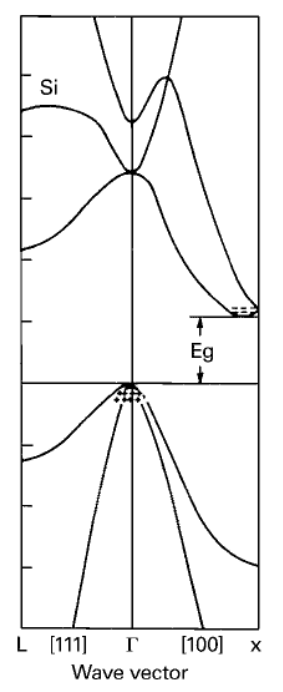 Si
Eg
L [111] Γ [100] x
Wave vector